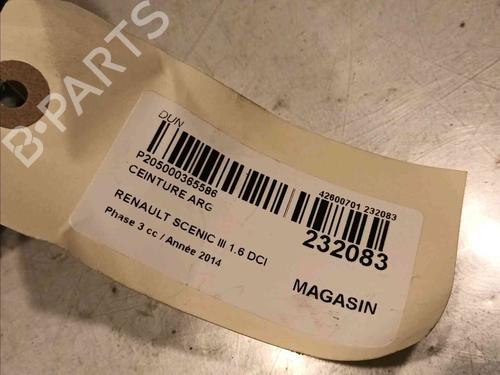 B-PARTS
DUN
P205000365586
42600701 232083
CEINTURE ARG
232083
RENAULT SCENIC III 1.6 DCI
Phase 3 cc / Année 2014
MAGASIN